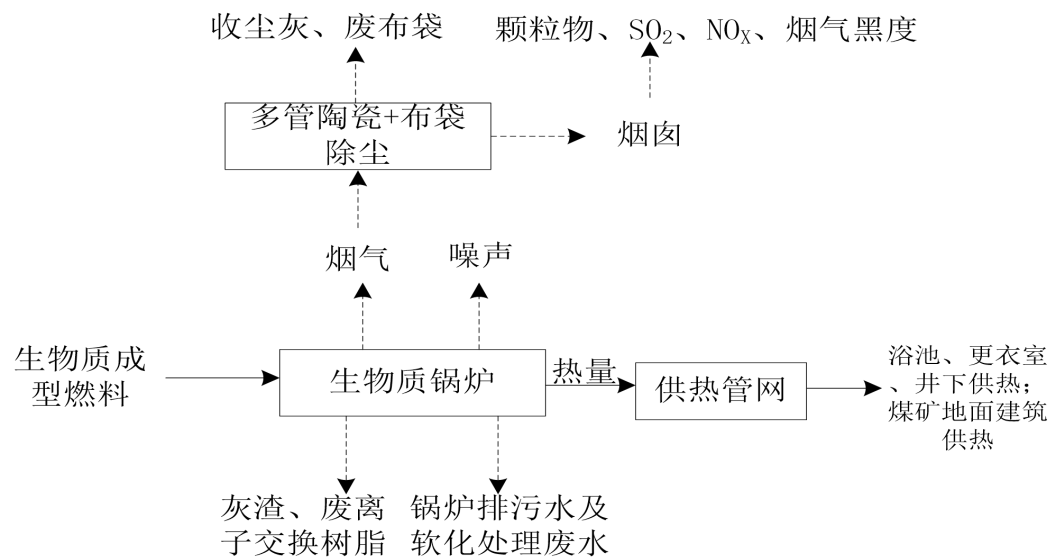 收尘灰、废布袋
颗粒物、SO₂、NOₓ、烟气黑度
多管陶瓷+布袋
除尘
烟囱
烟气
噪声
生物质成
型燃料
生物质锅炉
热量
供热管网
浴池、更衣室
、井下供热；
煤矿地面建筑
供热
灰渣、废离
子交换树脂
锅炉排污水及
软化处理废水